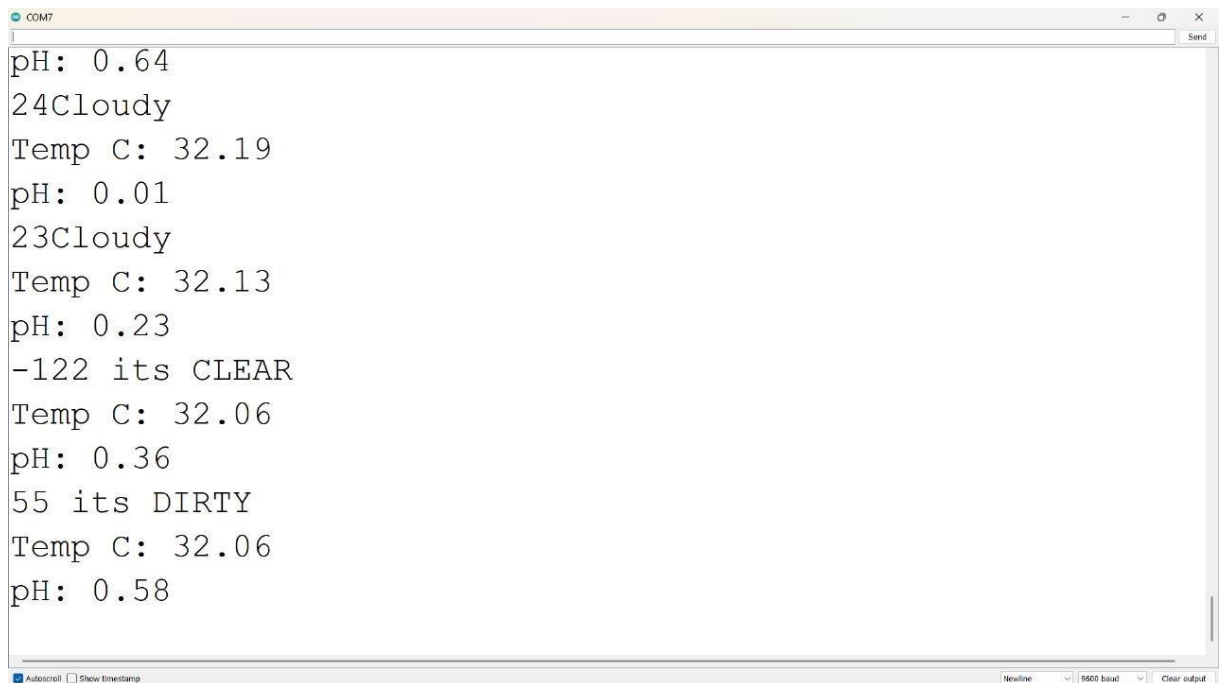 COM7
Send
pH: 0.64
24Cloudy
Temp C: 32.19
pH: 0.01
23Cloudy
Temp C: 32.13
pH: 0.23
-122 its CLEAR
Temp C: 32.06
pH: 0.36
55 its DIRTY
Temp C: 32.06
pH: 0.58
Autoscroll Show timestamp Newline 9600 baud Clear output